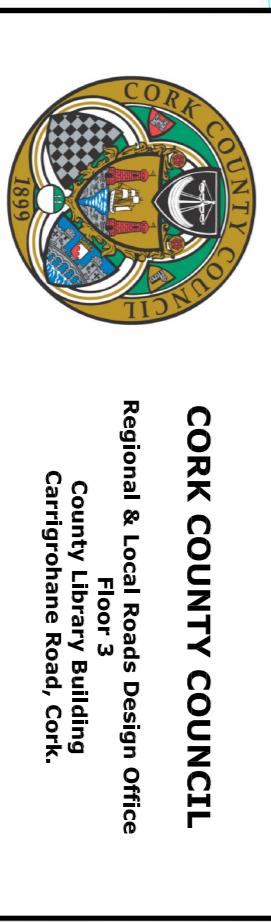 CORK COUNTY COUNCIL
1899
CORK COUNTY COUNCIL
Regional & Local Roads Design Office
Floor 3
County Library Building
Carrigrohane Road, Cork.